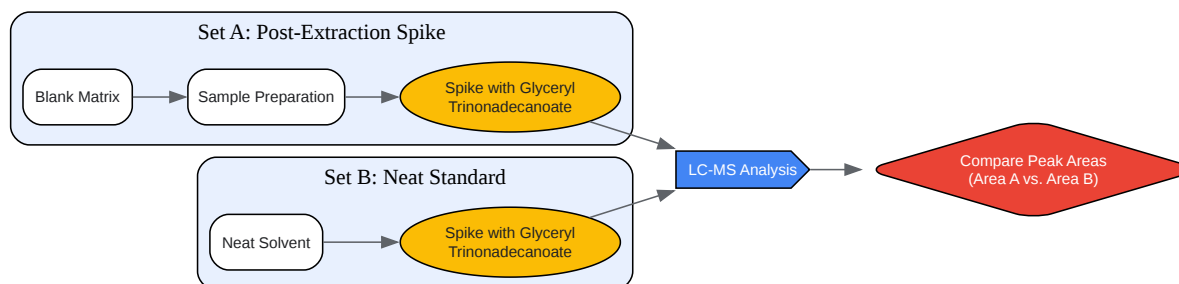 Set A: Post-Extraction Spike
Blank Matrix
Sample Preparation
Spike with Glyceryl
Trinonadecanoate
Set B: Neat Standard
Neat Solvent
Spike with Glyceryl
Trinonadecanoate
LC-MS Analysis
Compare Peak Areas
(Area A vs. Area B)